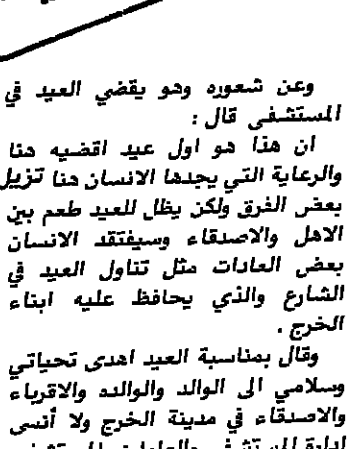 وعن شعوره وهو يقضي العيد في
المستشفى قال :
ان هذا هو اول عيد اقضيه هنا
والرعاية التي يجدها الانسان هنا تزيل
بعض الفرق ولكن يظل للعيد طعم بين
الاهل والاصدقاء وسيفتقد الانسان
بعض العادات مثل تناول العيد في
الشارع والذي يحافظ عليه ابناء
الخرج .
وقال بمناسبة العيد اهدى تحياتي
وسلامي الى الوالد والوالده والاقرباء
والاصدقاء في مدينة الخرج ولا أنسى